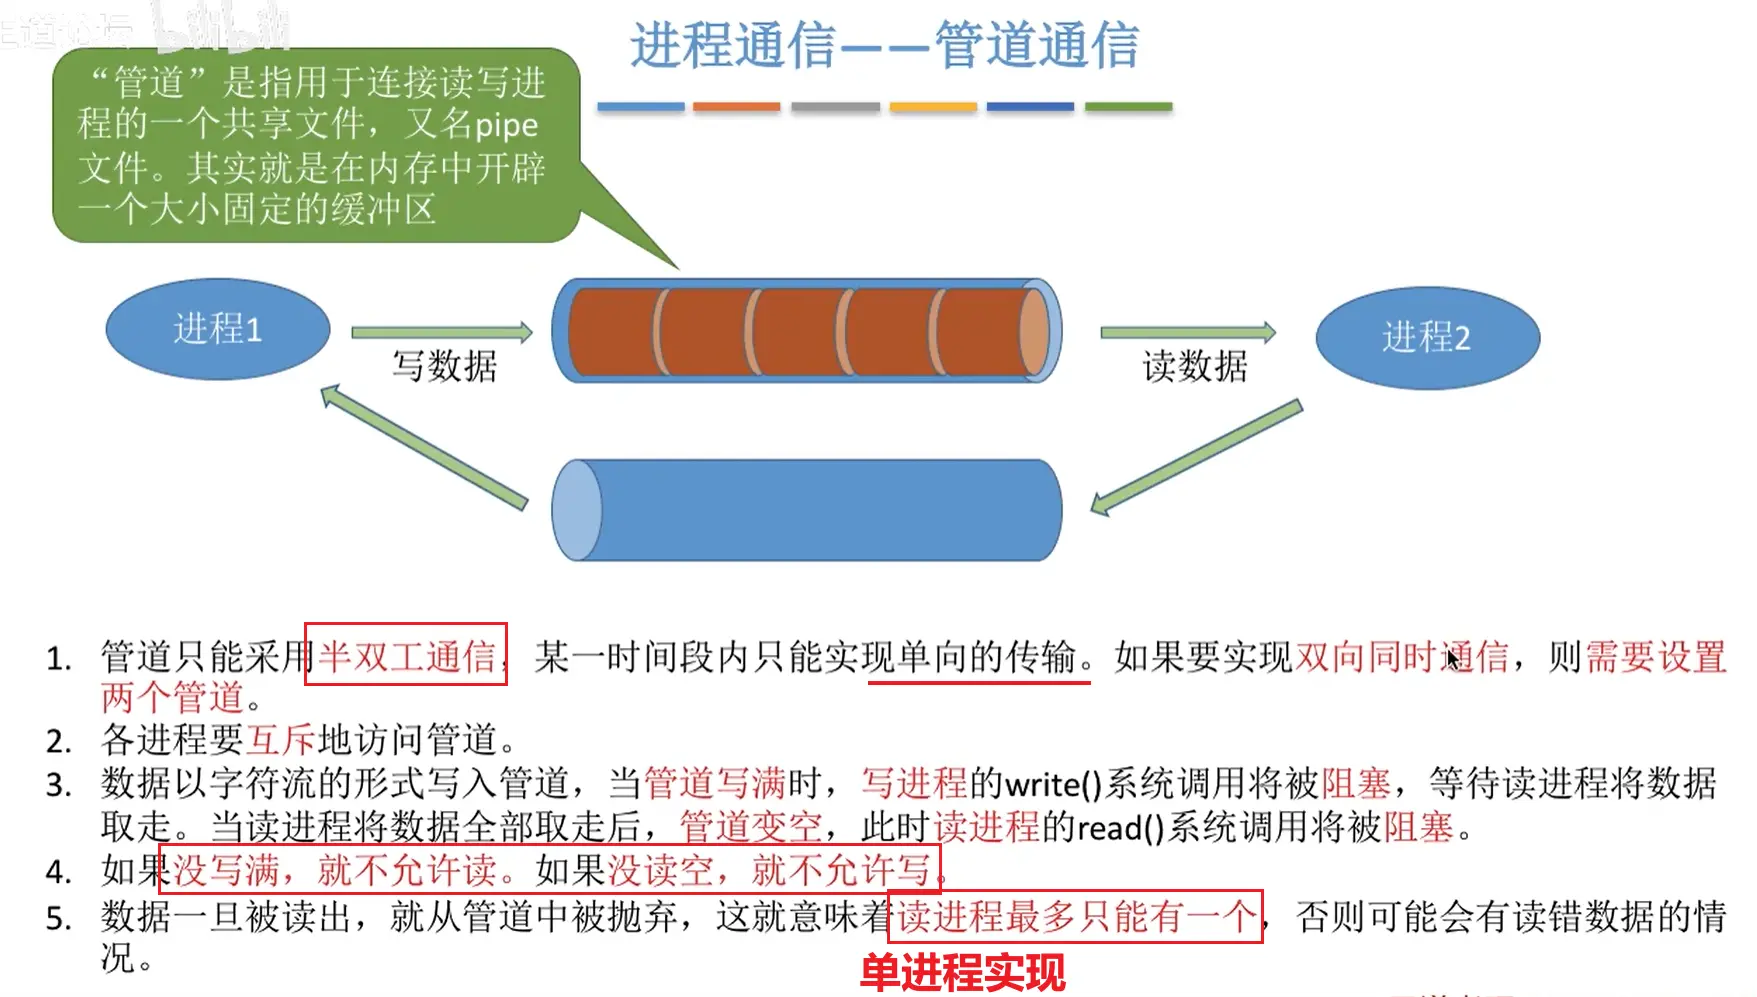 bilibili
进程通信——管道通信
“管道”是指用于连接读写进
程的一个共享文件，又名pipe
文件。其实就是在内存中开辟
一个大小固定的缓冲区
进程1
写数据
读数据
进程2
1. 管道只能采用半双工通信，某一时间段内只能实现单向的传输。如果要实现双向同时通信，则需要设置
两个管道。
2. 各进程要互斥地访问管道。
3. 数据以字符流的形式写入管道，当管道写满时，写进程的write()系统调用将被阻塞，等待读进程将数据
取走。当读进程将数据全部取走后，管道变空，此时读进程的read()系统调用将被阻塞。
4. 如果没写满，就不允许读。如果没读空，就不允许写。
5. 数据一旦被读出，就从管道中被抛弃，这就意味着读进程最多只能有一个，否则可能会有读错数据的情
况。
单进程实现